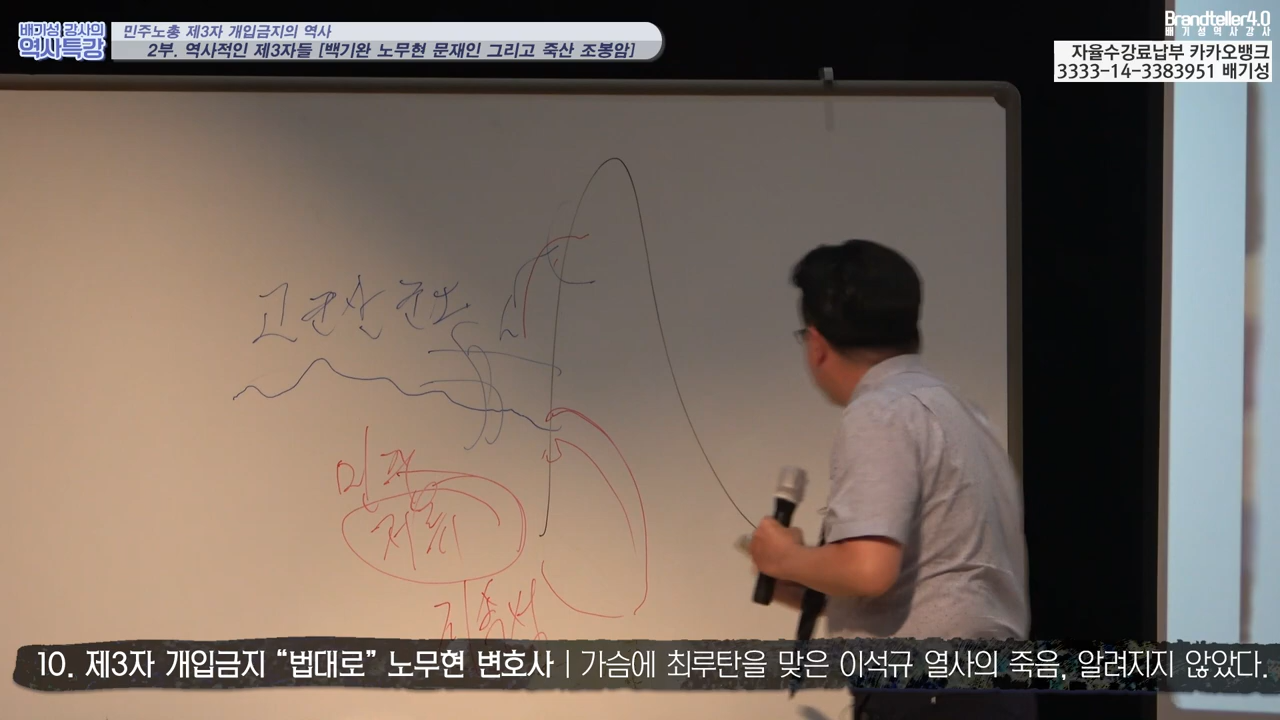 배기성 강사의
역사특강
민주노총 제3자 개입금지의 역사
2부. 역사적인 제3자들 [백기완 노무현 문재인 그리고 죽산 조봉암]
Brandteller4.0
배기성역사강사
자율수강료납부 카카오뱅크
3333-14-3383951 배기성
고 문산
10. 제3자 개입금지 “법대로” 노무현 변호사 | 가슴에 최루탄을 맞은 이석규 열사의 죽음, 알려지지 않았다.